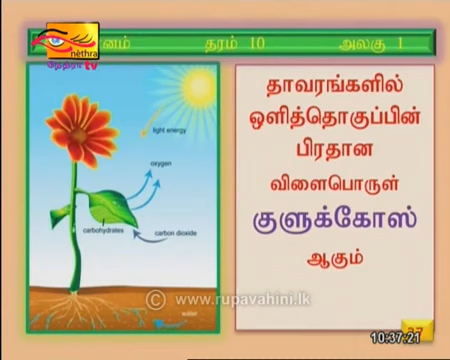 nethra
நேத்ரா tv
தரம் 10
அலகு 1
light energy
oxygen
carbohydrates
carbon dioxide
water
தாவரங்களில்
ஒளித்தொகுப்பின்
பிரதான
விளைபொருள்
குளுக்கோஸ்
ஆகும்
© www.rupavahini.lk
10:37:21